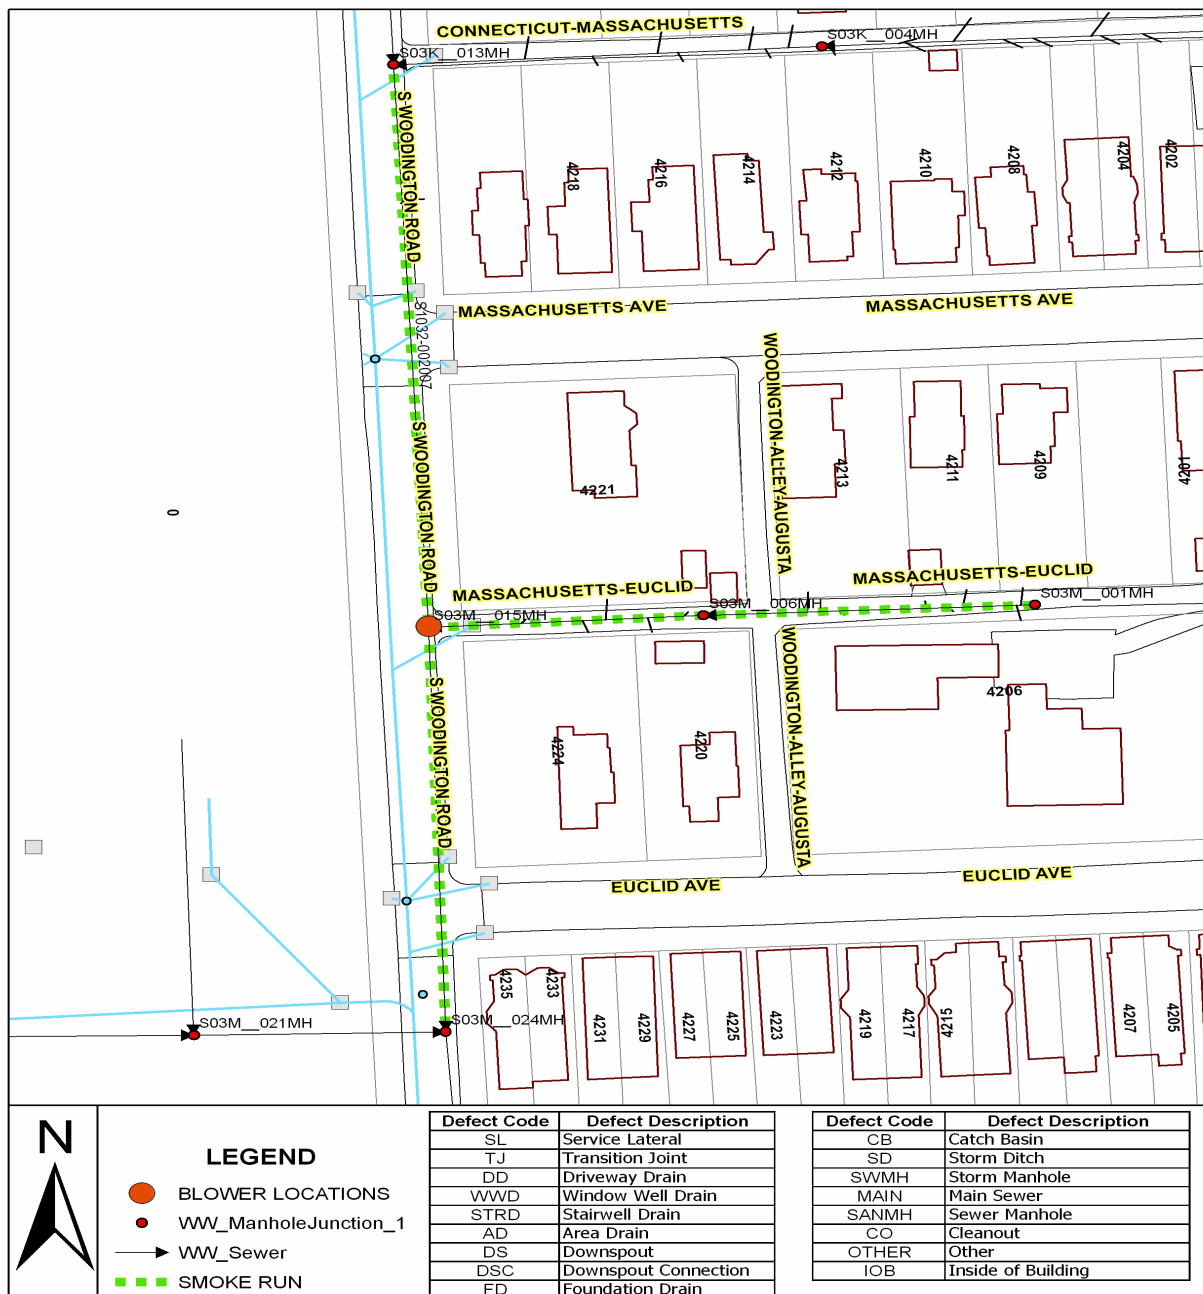 CONNECTICUT-MASSACHUSETTS
S03K__013MH
S03K__004MH
S WOODINGTON ROAD
4218
4216
4214
4212
4210
4208
4204
4202
MASSACHUSETTS AVE
MASSACHUSETTS AVE
81032-002007
S WOODINGTON ROAD
WOODINGTON-ALLEY-AUGUSTA
4221
4213
4211
4209
4201
0
MASSACHUSETTS-EUCLID
MASSACHUSETTS-EUCLID
S03M__015MH
S03M__006MH
S03M__001MH
S WOODINGTON ROAD
WOODINGTON-ALLEY-AUGUSTA
4206
4224
4220
EUCLID AVE
EUCLID AVE
S03M__021MH
S03M__024MH
4235
4233
4231
4229
4227
4225
4223
4219
4217
4215
4207
4205
N
LEGEND
BLOWER LOCATIONS
WW_ManholeJunction_1
WW_Sewer
SMOKE RUN
Defect Code Defect Description
SL Service Lateral
TJ Transition Joint
DD Driveway Drain
WWD Window Well Drain
STRD Stairwell Drain
AD Area Drain
DS Downspout
DSC Downspout Connection
FD Foundation Drain
Defect Code Defect Description
CB Catch Basin
SD Storm Ditch
SWMH Storm Manhole
MAIN Main Sewer
SANMH Sewer Manhole
CO Cleanout
OTHER Other
IOB Inside of Building